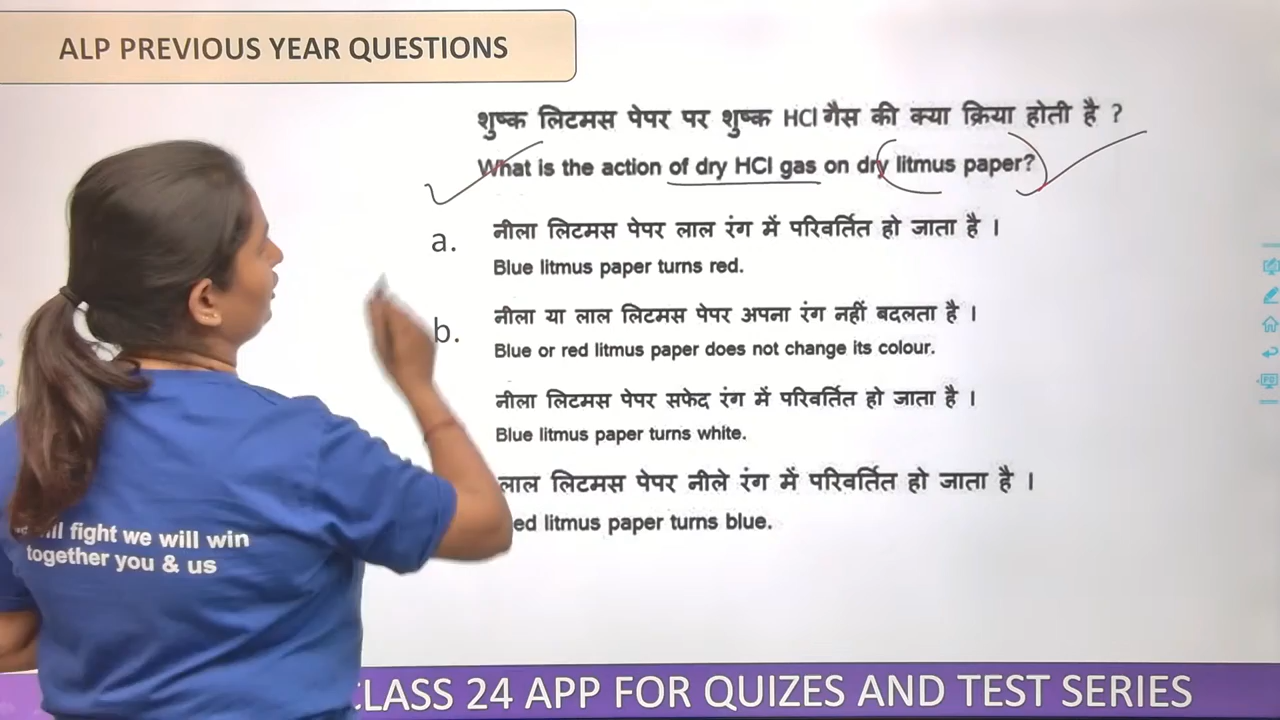 ALP PREVIOUS YEAR QUESTIONS
शुष्क लिटमस पेपर पर शुष्क HCl गैस की क्या क्रिया होती है ?
What is the action of dry HCl gas on dry litmus paper?
a. नीला लिटमस पेपर लाल रंग में परिवर्तित हो जाता है ।
Blue litmus paper turns red.
b. नीला या लाल लिटमस पेपर अपना रंग नहीं बदलता है ।
Blue or red litmus paper does not change its colour.
नीला लिटमस पेपर सफेद रंग में परिवर्तित हो जाता है ।
Blue litmus paper turns white.
लाल लिटमस पेपर नीले रंग में परिवर्तित हो जाता है ।
ed litmus paper turns blue.
fight we will win
together you & us
CLASS 24 APP FOR QUIZES AND TEST SERIES